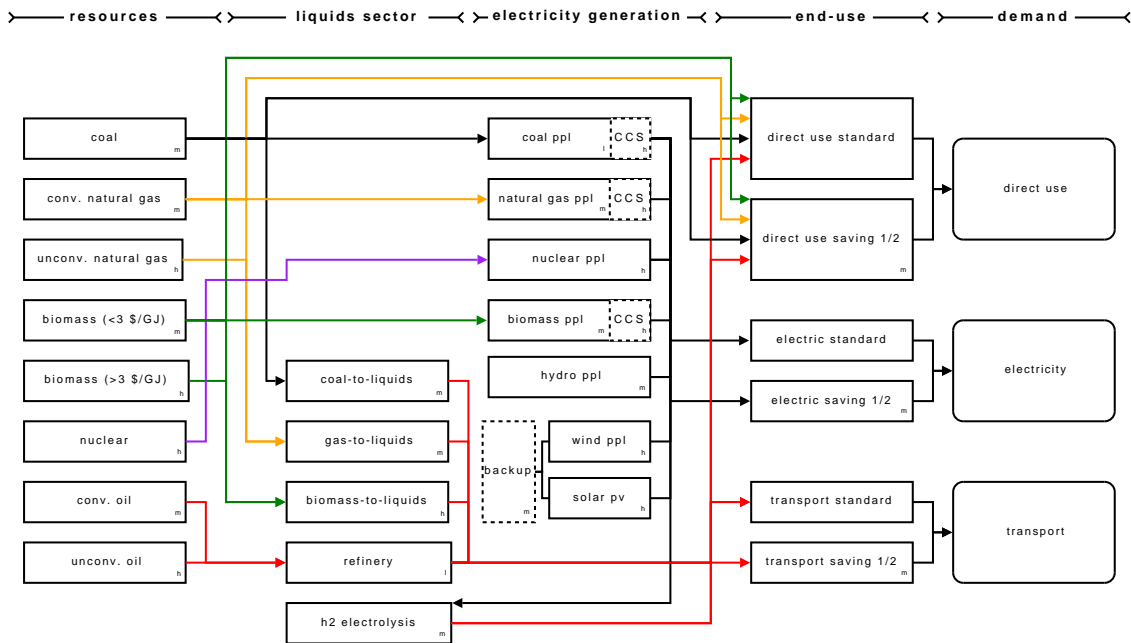 resources
liquids sector
electricity generation
end-use
demand
coal
m
conv. natural gas
m
unconv. natural gas
h
biomass (<3 $/GJ)
m
biomass (>3 $/GJ)
h
nuclear
h
conv. oil
m
unconv. oil
h
coal-to-liquids
m
gas-to-liquids
m
biomass-to-liquids
h
refinery
l
h2 electrolysis
m
coal ppl
l
CCS
h
natural gas ppl
m
CCS
h
nuclear ppl
h
biomass ppl
m
CCS
h
hydro ppl
m
backup
m
wind ppl
h
solar pv
h
direct use standard
direct use saving 1/2
m
electric standard
electric saving 1/2
m
transport standard
transport saving 1/2
m
direct use
electricity
transport